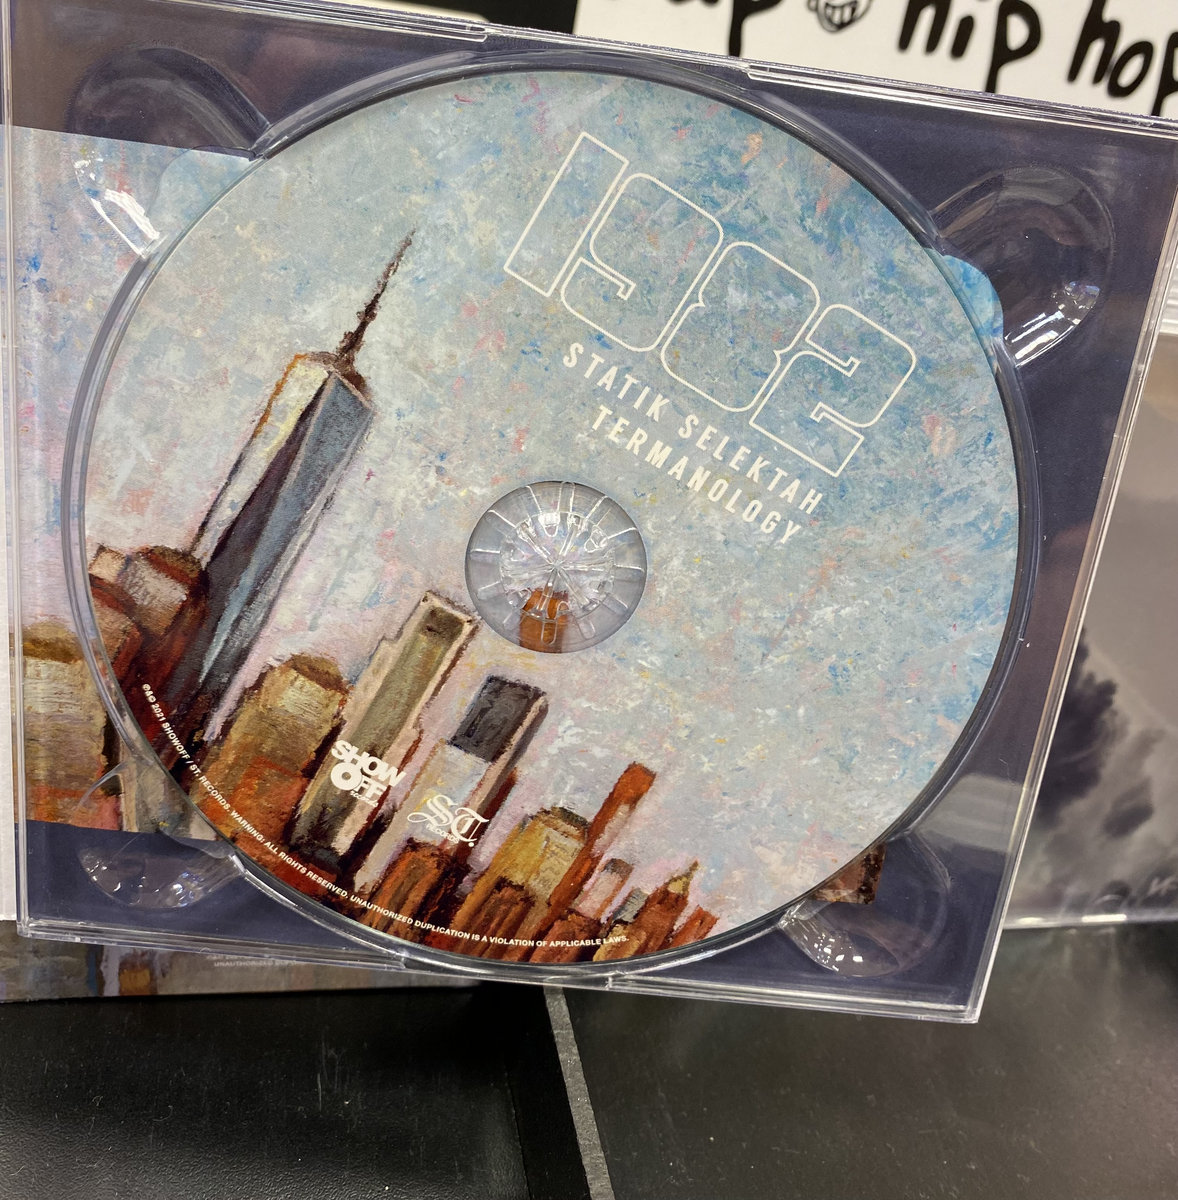 hip hop
1982
STATIK SELEKTAH
TERMANOLOGY
SHOW
OFF
ST.
RECORDS
℗&© 2021 SHOWOFF / ST. RECORDS. WARNING: ALL RIGHTS RESERVED. UNAUTHORIZED DUPLICATION IS A VIOLATION OF APPLICABLE LAWS.